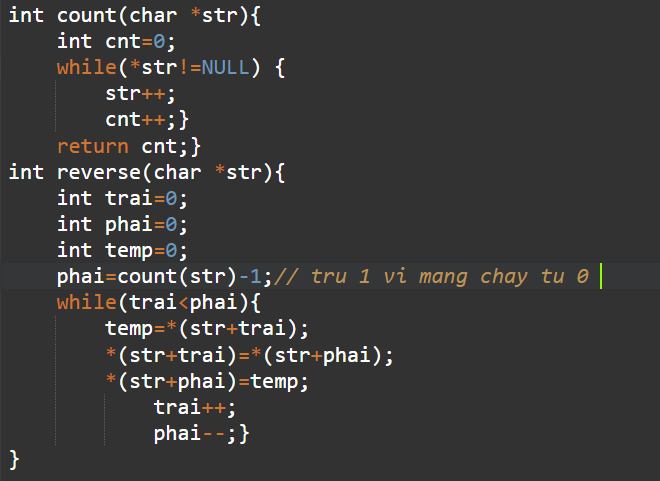 int count(char *str){
    int cnt=0;
    while(*str!=NULL) {
        str++;
        cnt++;}
    return cnt;}
int reverse(char *str){
    int trai=0;
    int phai=0;
    int temp=0;
    phai=count(str)-1;// tru 1 vi mang chay tu 0
    while(trai<phai){
        temp=*(str+trai);
        *(str+trai)=*(str+phai);
        *(str+phai)=temp;
            trai++;
            phai--;}
}